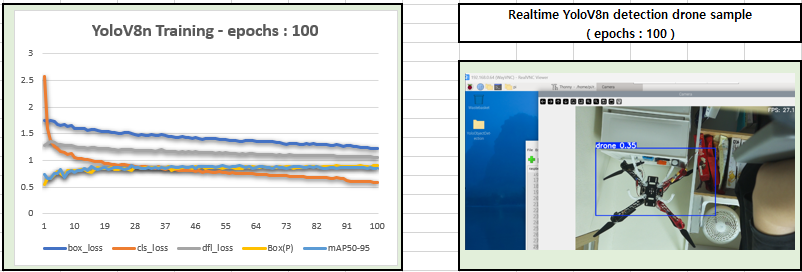 YoloV8n Training - epochs : 100
3
2.5
2
1.5
1
0.5
0
1 10 19 28 37 46 55 64 73 82 91 100
box_loss cls_loss dfl_loss Box(P) mAP50-95
Realtime YoloV8n detection drone sample
( epochs : 100 )
Camera
Camera
FPS: 27.1
drone 0.35